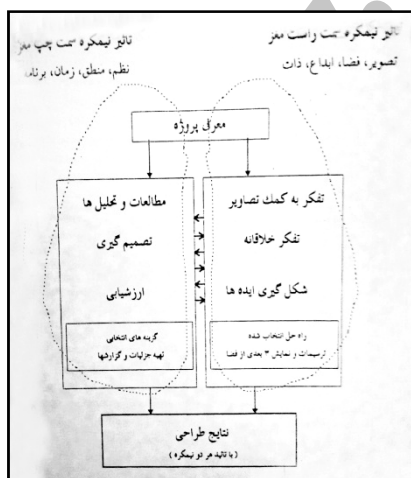 تاثیر نیمکره سمت راست مغز
تصویر، فضا، ابداع، ذات
تاثیر نیمکره سمت چپ مغز
نظم، منطق، زمان، برنامه
معرفی پروژه
تفکر به کمک تصاویر
تفکر خلاقانه
شکل گیری ایده ها
راه حل انتخاب شده
ترسیمات و نمایش ۳ بعدی از فضا
مطالعات و تحلیل ها
تصمیم گیری
ارزشیابی
گزینه های انتخابی
تهیه جزئیات و گزارشها
نتایج طراحی
( با تائید هر دو نیمکره )